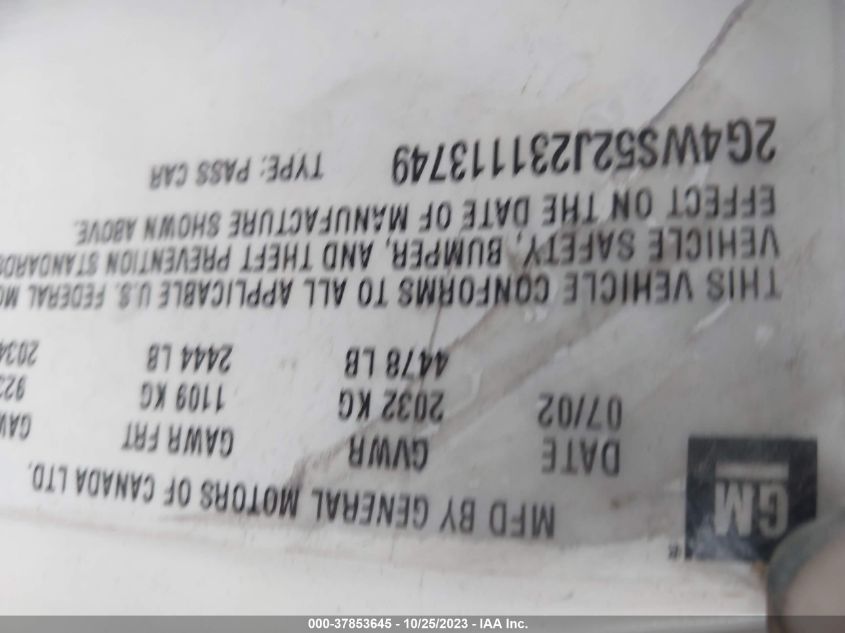 GM
MFD BY GENERAL MOTORS OF CANADA LTD.
DATE GVWR GAWR FRT
07/02 2032 KG 1109 KG
4478 LB 2444 LB
THIS VEHICLE CONFORMS TO ALL APPLICABLE U.S. FEDERAL
VEHICLE SAFETY, BUMPER, AND THEFT PREVENTION STANDARDS
EFFECT ON THE DATE OF MANUFACTURE SHOWN ABOVE.
2G4WS52J231113749 TYPE: PASS CAR
000-37853645 - 10/25/2023 - IAA Inc.